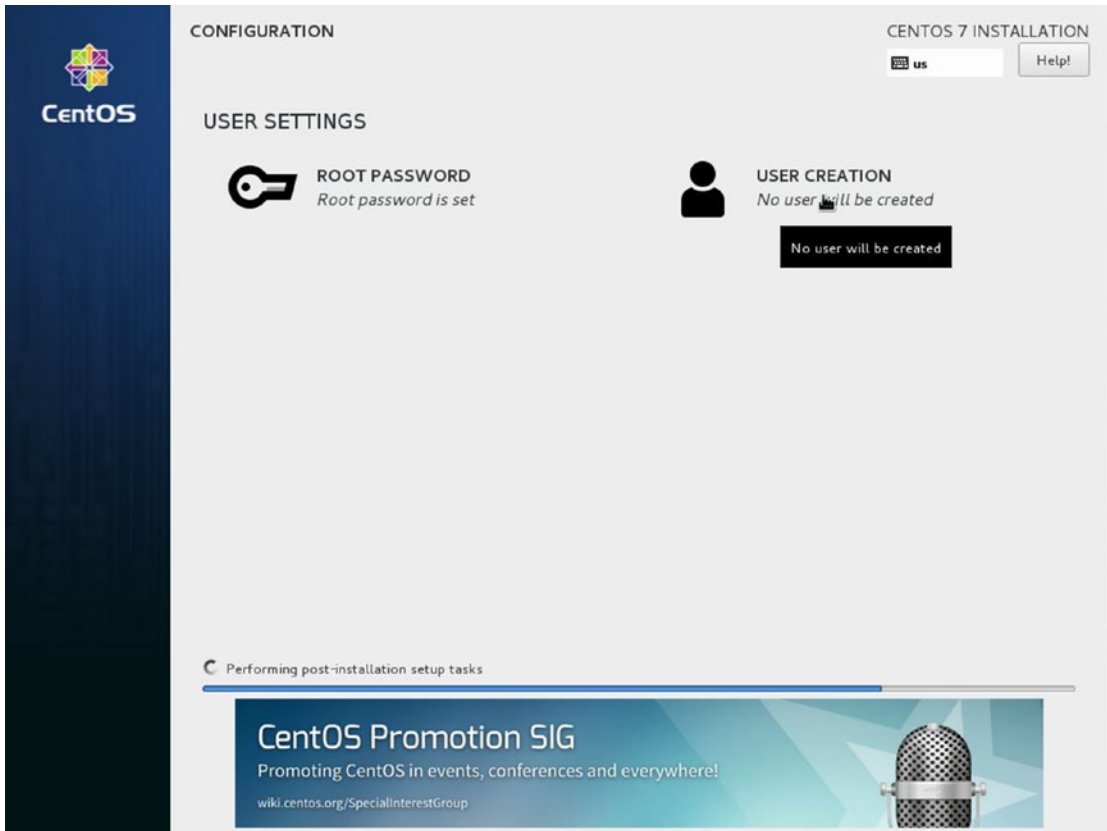 CONFIGURATION
CENTOS 7 INSTALLATION
us
Help!
CentOS
USER SETTINGS
ROOT PASSWORD
Root password is set
USER CREATION
No user will be created
No user will be created
Performing post-installation setup tasks
CentOS Promotion SIG
Promoting CentOS in events, conferences and everywhere!
wiki.centos.org/SpecialInterestGroup